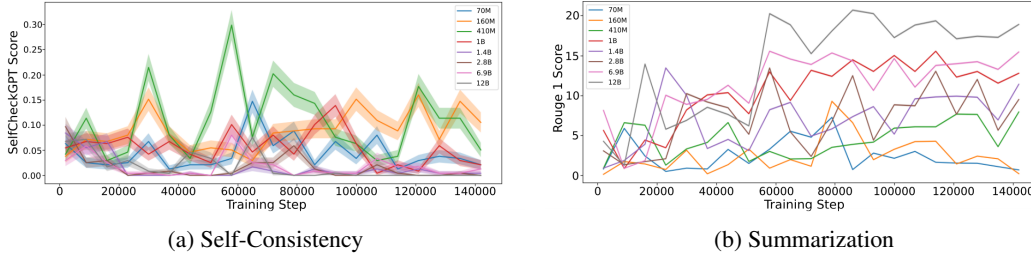 SelfCheckGPT Score
0.30
0.25
0.20
0.15
0.10
0.05
0.00
0
20000
40000
60000
80000
100000
120000
140000
Training Step
70M
160M
410M
1B
1.4B
2.8B
6.9B
12B
(a) Self-Consistency
Rouge 1 Score
20
15
10
5
0
0
20000
40000
60000
80000
100000
120000
140000
Training Step
70M
160M
410M
1B
1.4B
2.8B
6.9B
12B
(b) Summarization